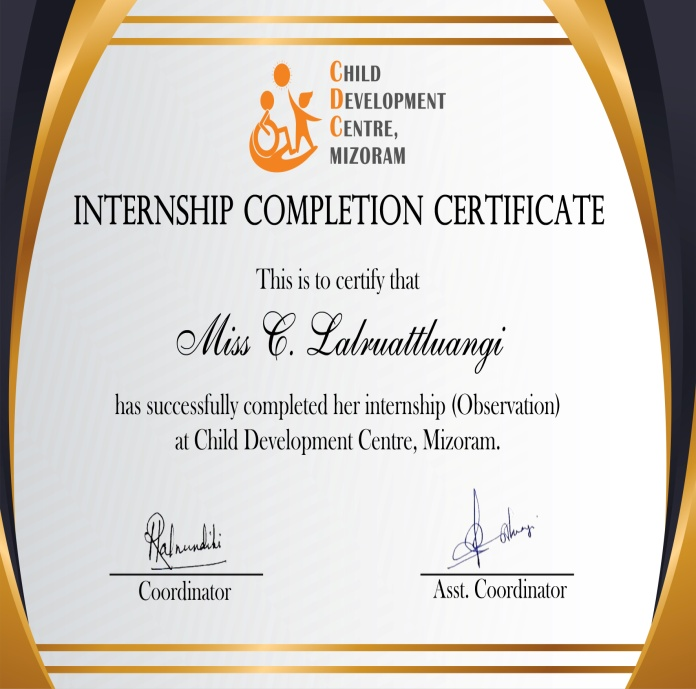 CHILD
DEVELOPMENT
CENTRE,
MIZORAM
INTERNSHIP COMPLETION CERTIFICATE
This is to certify that
Miss C. Lalruattluangi
has successfully completed her internship (Observation)
at Child Development Centre, Mizoram.
Coordinator
Asst. Coordinator